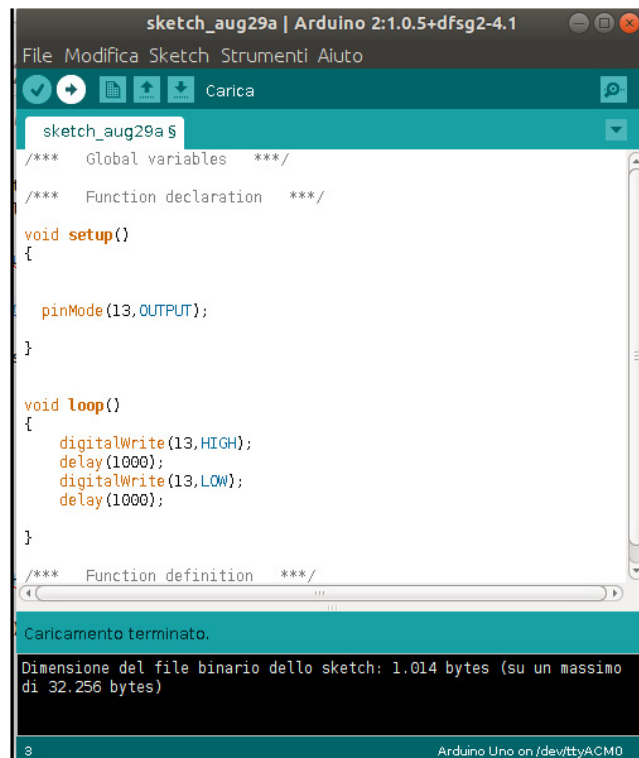 sketch_aug29a | Arduino 2:1.0.5+dfsg2-4.1
File Modifica Sketch Strumenti Aiuto
Carica
sketch_aug29a §
/***   Global variables   ***/
/***   Function declaration   ***/
void setup()
{
pinMode(13,OUTPUT);
}
void loop()
{
digitalWrite(13,HIGH);
delay(1000);
digitalWrite(13,LOW);
delay(1000);
}
/***   Function definition   ***/
Caricamento terminato.
Dimensione del file binario dello sketch: 1.014 bytes (su un massimo
di 32.256 bytes)
3 Arduino Uno on /dev/ttyACM0